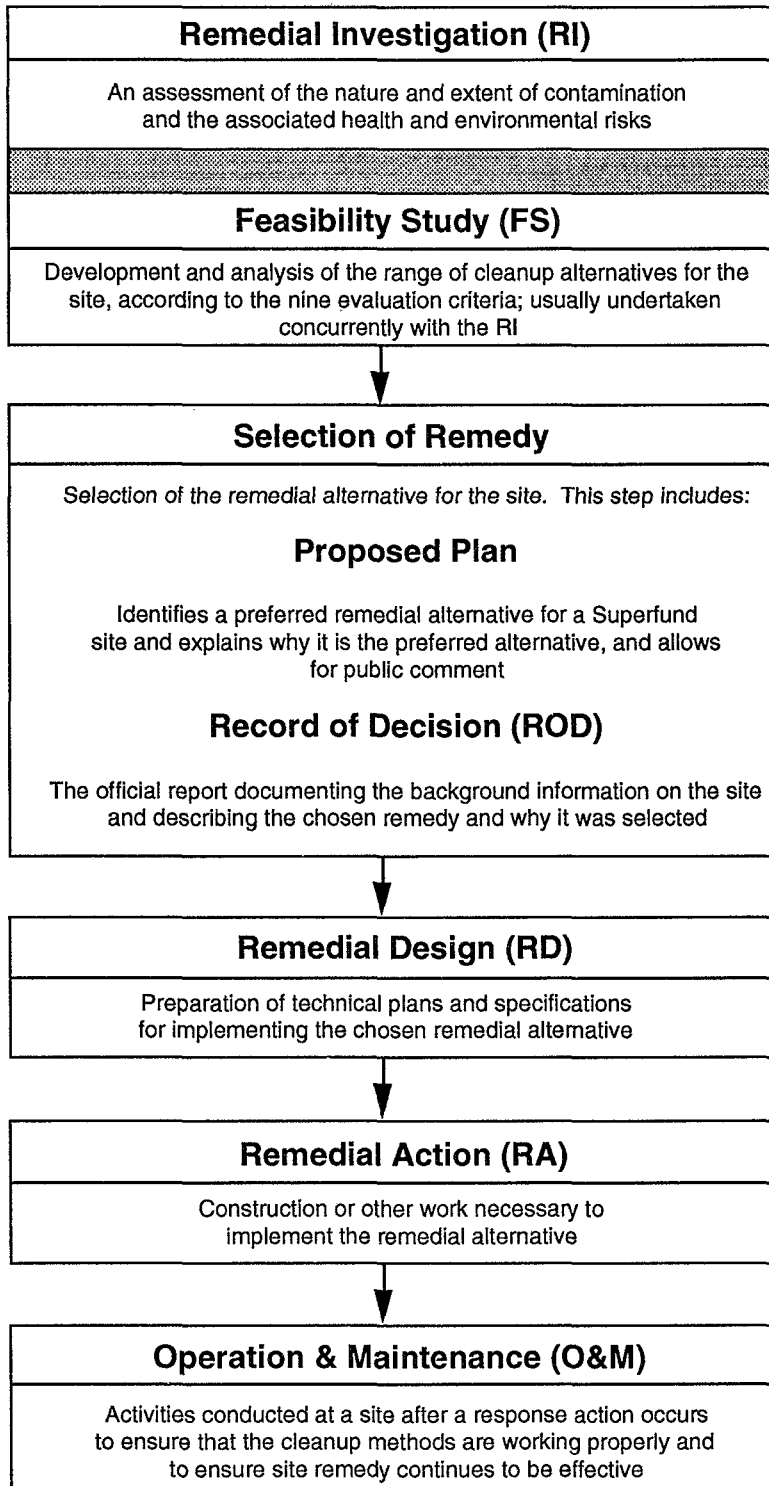 Remedial Investigation (RI)
An assessment of the nature and extent of contamination
and the associated health and environmental risks
Feasibility Study (FS)
Development and analysis of the range of cleanup alternatives for the
site, according to the nine evaluation criteria; usually undertaken
concurrently with the RI
Selection of Remedy
Selection of the remedial alternative for the site. This step includes:
Proposed Plan
Identifies a preferred remedial alternative for a Superfund
site and explains why it is the preferred alternative, and allows
for public comment
Record of Decision (ROD)
The official report documenting the background information on the site
and describing the chosen remedy and why it was selected
Remedial Design (RD)
Preparation of technical plans and specifications
for implementing the chosen remedial alternative
Remedial Action (RA)
Construction or other work necessary to
implement the remedial alternative
Operation & Maintenance (O&M)
Activities conducted at a site after a response action occurs
to ensure that the cleanup methods are working properly and
to ensure site remedy continues to be effective